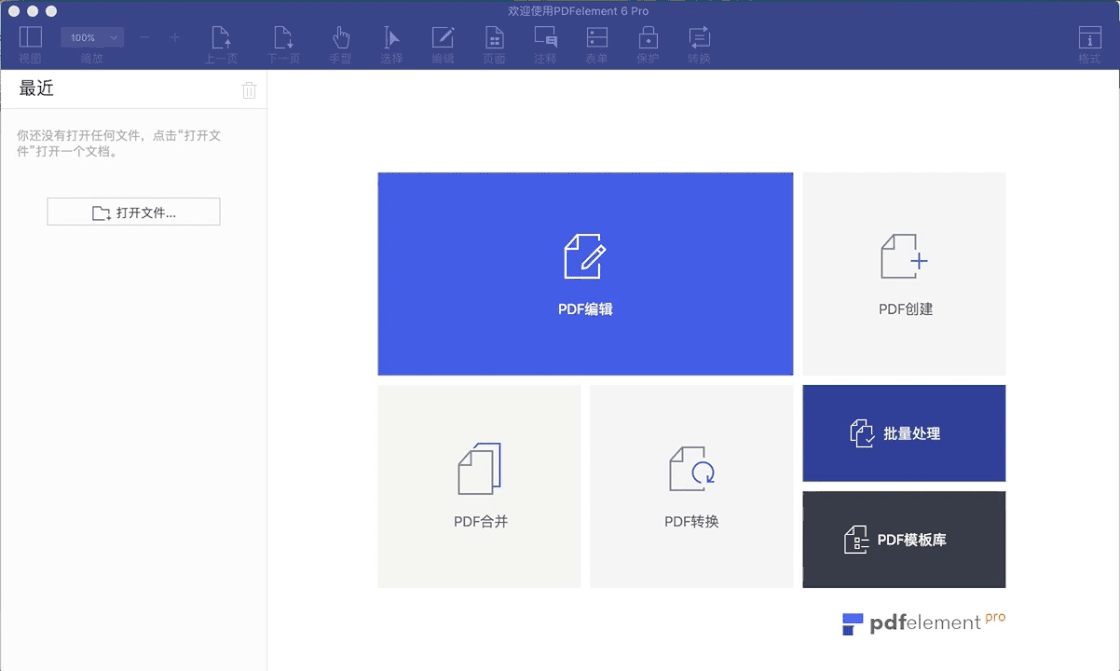 欢迎使用PDFelement 6 Pro
100%
视图
缩放
上一页
下一页
手型
选择
编辑
页面
注释
表单
保护
转换
格式
最近
你还没有打开任何文件，点击“打开文
件”打开一个文档。
打开文件...
PDF编辑
PDF创建
PDF合并
PDF转换
批量处理
PDF模板库
pdfelement pro